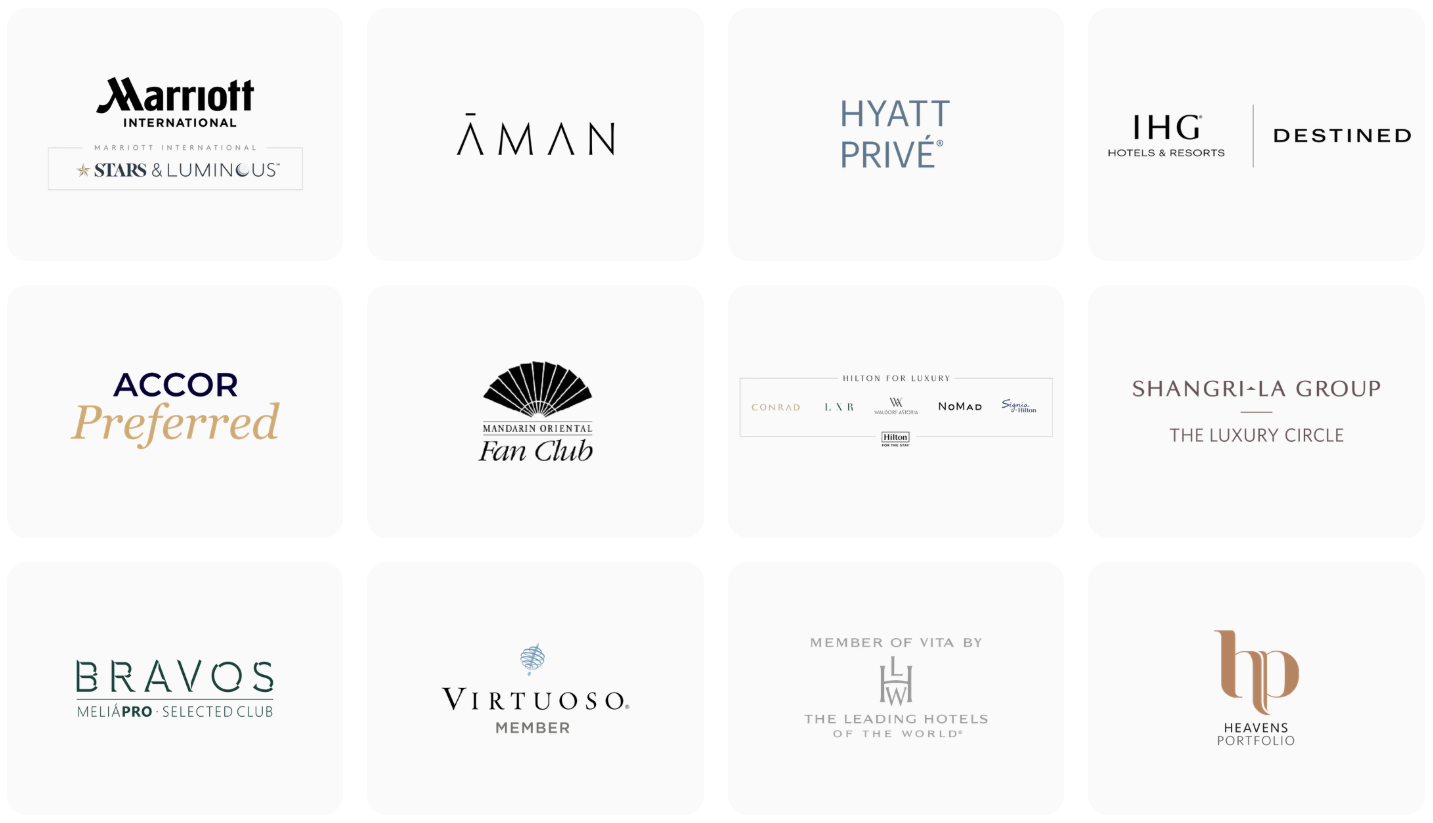 Marriott
INTERNATIONAL
MARRIOTT INTERNATIONAL
STARS & LUMINOUS™
ĀMAN
HYATT
PRIVÉ®
IHG®
HOTELS & RESORTS
DESTINED
ACCOR
Preferred
MANDARIN ORIENTAL
Fan Club
HILTON FOR LUXURY
CONRAD
LXR
WALDORF ASTORIA
NOMAD
Signia
by Hilton
Hilton
FOR THE STAY
SHANGRI-LA GROUP
THE LUXURY CIRCLE
BRAVOS
MELIÁPRO · SELECTED CLUB
VIRTUOSO®
MEMBER
MEMBER OF VITA BY
LHW
THE LEADING HOTELS
OF THE WORLD®
hp
HEAVENS
PORTFOLIO